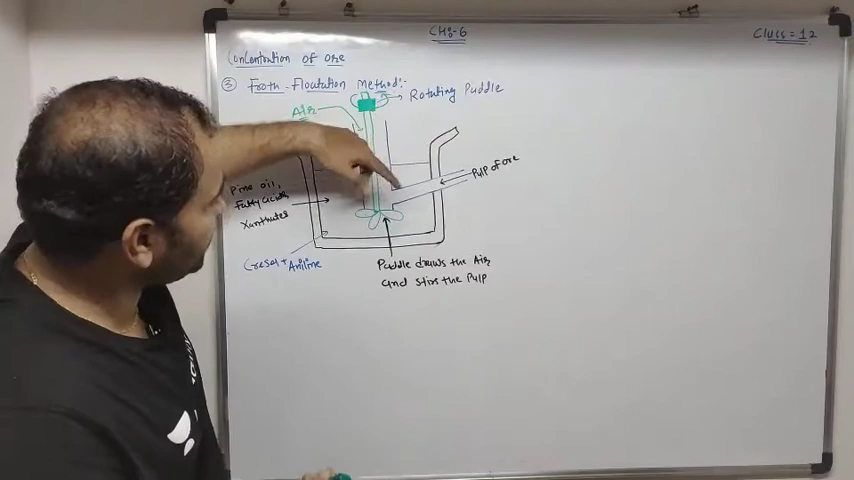 CH:-6
Class = 12
Concentration of ore
③ Froth-Floatation Method:-
Air
Rotating Paddle
Pulp of ore
Pine oil,
Fatty acids,
Xanthates
Cresol + Aniline
Paddle draws the Air
and stirs the Pulp